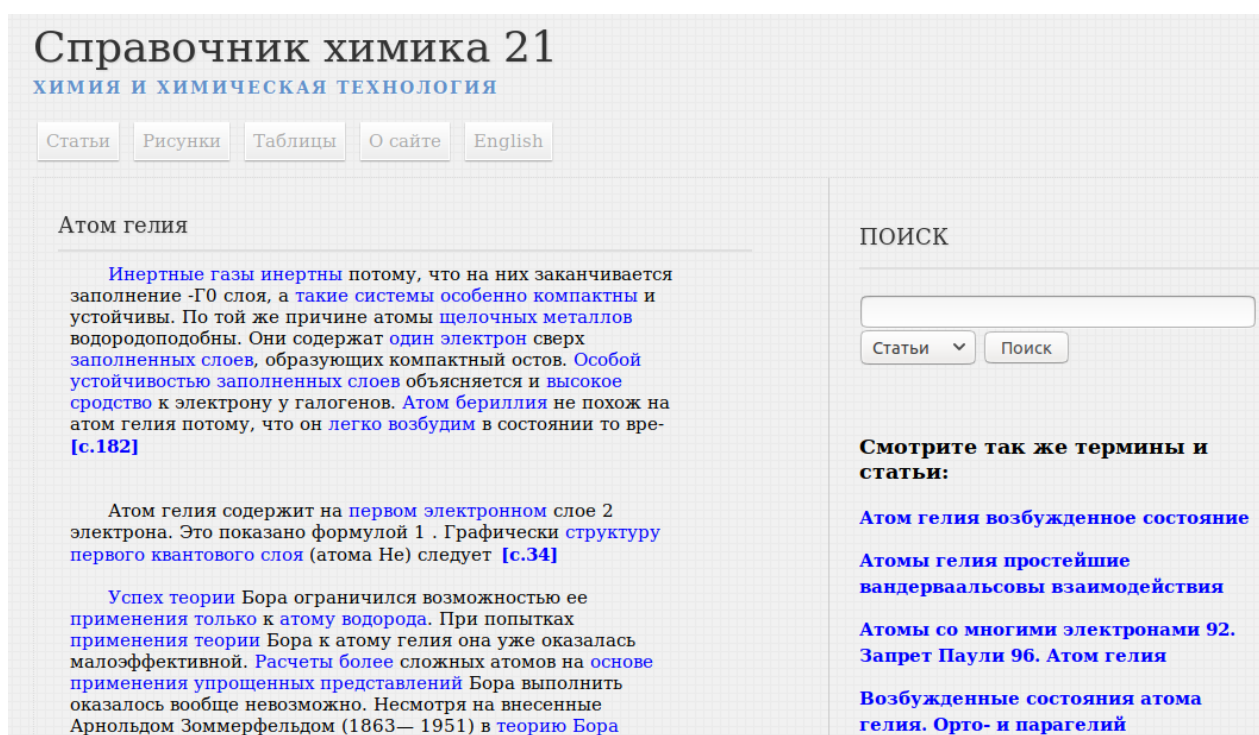 Справочник химика 21
ХИМИЯ И ХИМИЧЕСКАЯ ТЕХНОЛОГИЯ
Статьи Рисунки Таблицы О сайте English
Атом гелия
Инертные газы инертны потому, что на них заканчивается
заполнение -Г0 слоя, а такие системы особенно компактны и
устойчивы. По той же причине атомы щелочных металлов
водородоподобны. Они содержат один электрон сверх
заполненных слоев, образующих компактный остов. Особой
устойчивостью заполненных слоев объясняется и высокое
сродство к электрону у галогенов. Атом бериллия не похож на
атом гелия потому, что он легко возбудим в состоянии то вре-
[c.182]
Атом гелия содержит на первом электронном слое 2
электрона. Это показано формулой 1 . Графически структуру
первого квантового слоя (атома Не) следует [c.34]
Успех теории Бора ограничился возможностью ее
применения только к атому водорода. При попытках
применения теории Бора к атому гелия она уже оказалась
малоэффективной. Расчеты более сложных атомов на основе
применения упрощенных представлений Бора выполнить
оказалось вообще невозможно. Несмотря на внесенные
Арнольдом Зоммерфельдом (1863— 1951) в теорию Бора
ПОИСК
Статьи Поиск
Смотрите так же термины и
статьи:
Атом гелия возбужденное состояние
Атомы гелия простейшие
вандерваальсовы взаимодействия
Атомы со многими электронами 92.
Запрет Паули 96. Атом гелия
Возбужденные состояния атома
гелия. Орто- и парагелий